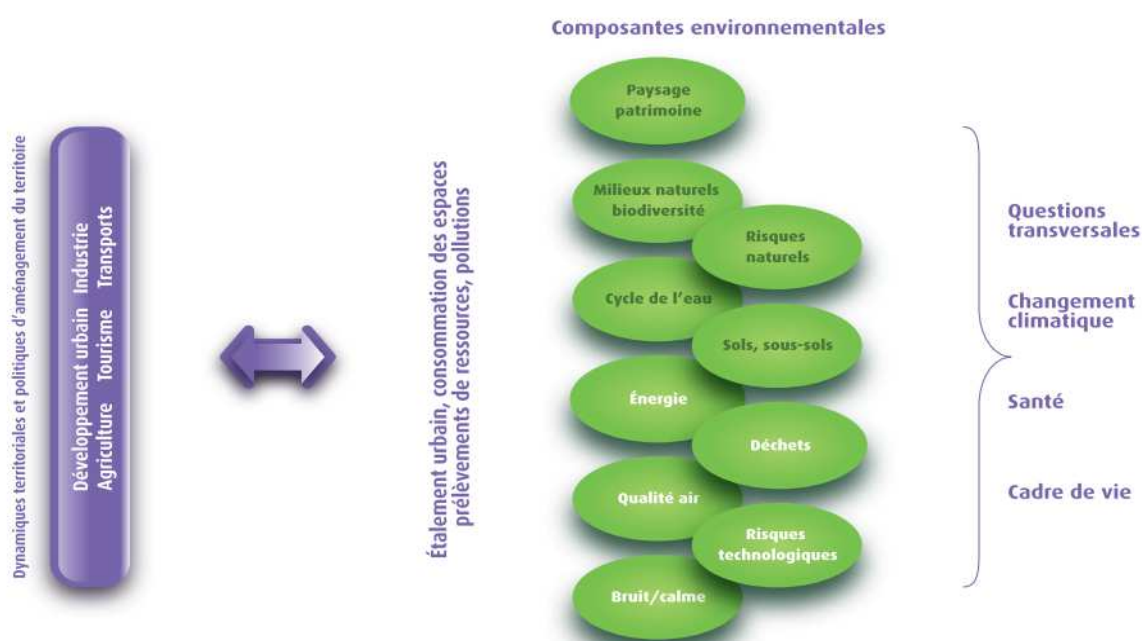 Composantes environnementales
Dynamiques territoriales et politiques d'aménagement du territoire
Développement urbain Industrie
Agriculture Tourisme Transports
Étalement urbain, consommation des espaces
prélèvements de ressources, pollutions
Paysage
patrimoine
Milieux naturels
biodiversité
Risques
naturels
Cycle de l'eau
Sols, sous-sols
Énergie
Déchets
Qualité air
Risques
technologiques
Bruit/calme
Questions
transversales
Changement
climatique
Santé
Cadre de vie